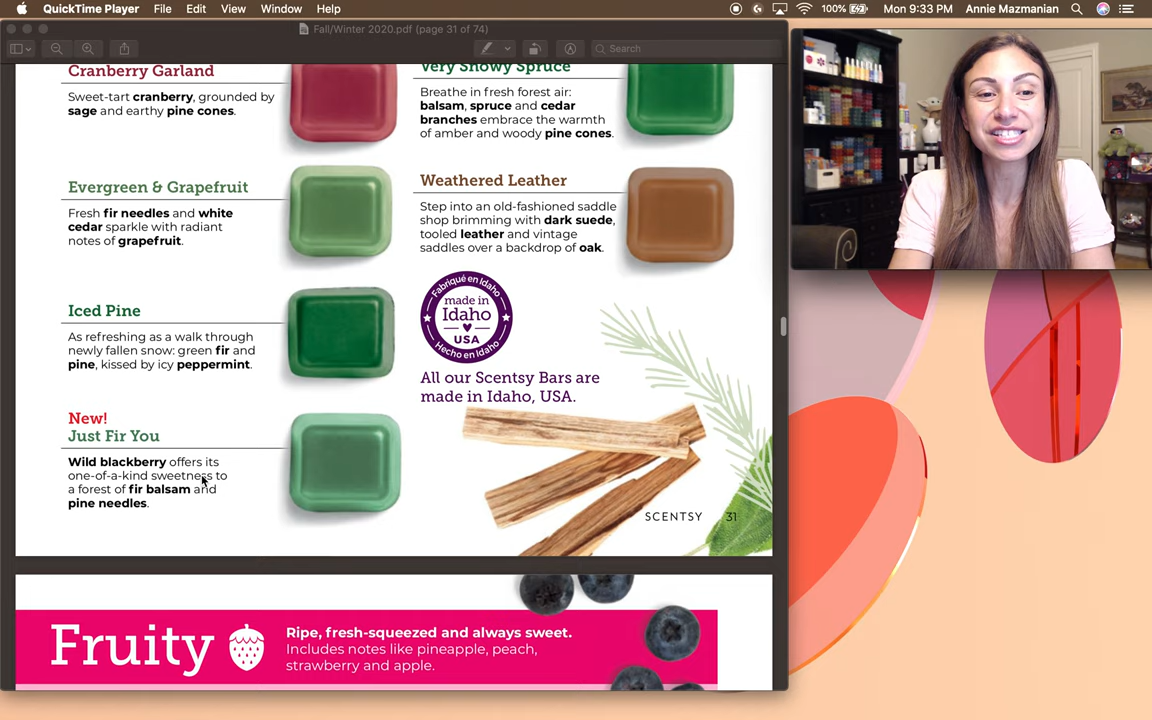 QuickTime Player File Edit View Window Help
100% Mon 9:33 PM Annie Mazmanian
Fall/Winter 2020.pdf (page 31 of 74)
Search
Cranberry Garland
Sweet-tart cranberry, grounded by
sage and earthy pine cones.
Evergreen & Grapefruit
Fresh fir needles and white
cedar sparkle with radiant
notes of grapefruit.
Iced Pine
As refreshing as a walk through
newly fallen snow: green fir and
pine, kissed by icy peppermint.
New!
Just Fir You
Wild blackberry offers its
one-of-a-kind sweetness to
a forest of fir balsam and
pine needles.
Very Snowy Spruce
Breathe in fresh forest air:
balsam, spruce and cedar
branches embrace the warmth
of amber and woody pine cones.
Weathered Leather
Step into an old-fashioned saddle
shop brimming with dark suede,
tooled leather and vintage
saddles over a backdrop of oak.
Fabriqué en Idaho
made in
Idaho
USA
Hecho en Idaho
All our Scentsy Bars are
made in Idaho, USA.
SCENTSY 31
Fruity
Ripe, fresh-squeezed and always sweet.
Includes notes like pineapple, peach,
strawberry and apple.